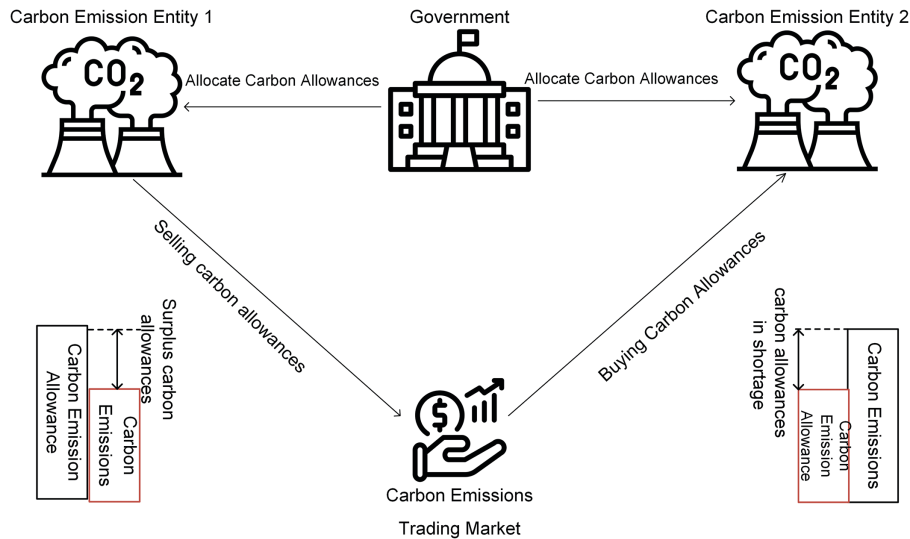 Carbon Emission Entity 1
Government
Carbon Emission Entity 2
CO2
CO2
Allocate Carbon Allowances
Allocate Carbon Allowances
Selling carbon allowances
Buying Carbon Allowances
Surplus carbon
allowances
Carbon Emission
Allowance
Carbon
Emissions
carbon allowances
in shortage
Carbon Emissions
Carbon
Emission
Allowance
$
Carbon Emissions
Trading Market